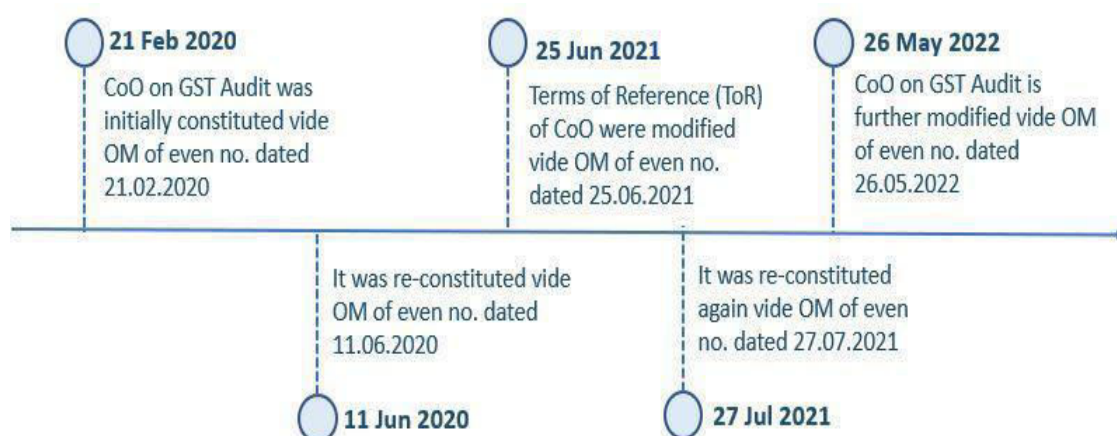 21 Feb 2020
CoO on GST Audit was
initially constituted vide
OM of even no. dated
21.02.2020
11 Jun 2020
It was re-constituted vide
OM of even no. dated
11.06.2020
25 Jun 2021
Terms of Reference (ToR)
of CoO were modified
vide OM of even no.
dated 25.06.2021
27 Jul 2021
It was re-constituted
again vide OM of even
no. dated 27.07.2021
26 May 2022
CoO on GST Audit is
further modified vide OM
of even no. dated
26.05.2022